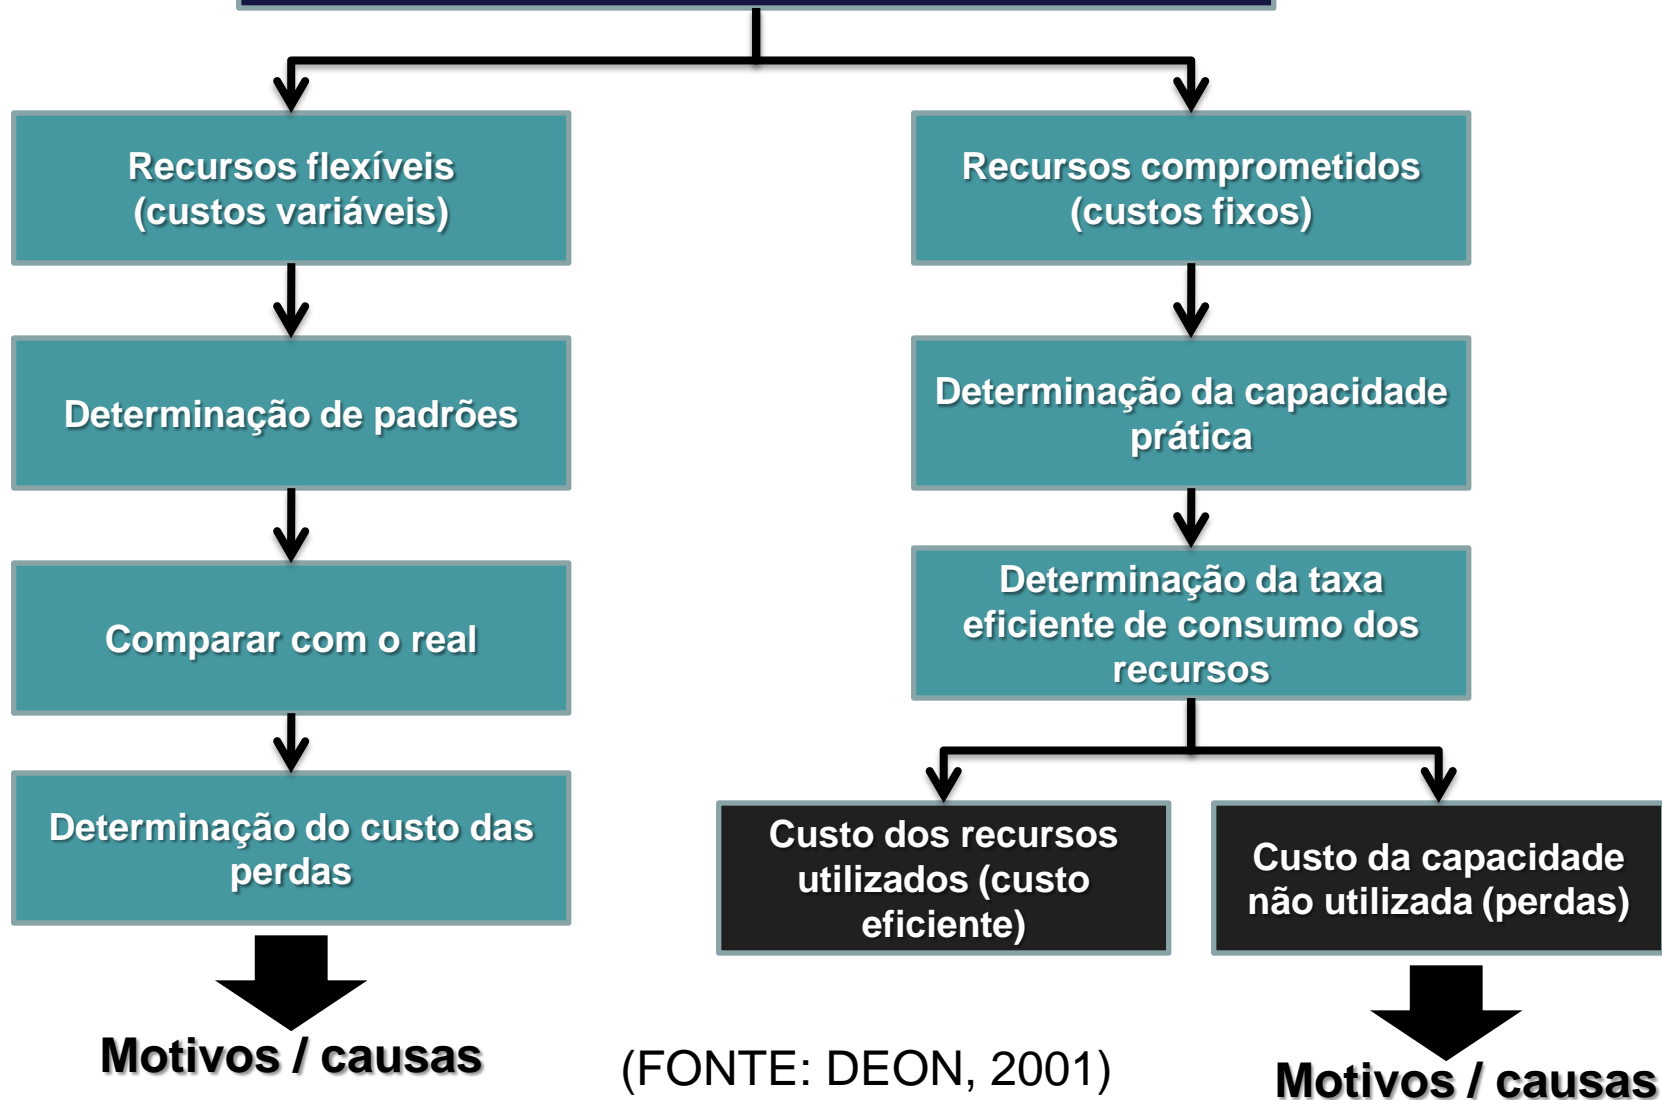 Recursos flexíveis
(custos variáveis)
Determinação de padrões
Comparar com o real
Determinação do custo das
perdas
Motivos / causas
Recursos comprometidos
(custos fixos)
Determinação da capacidade
prática
Determinação da taxa
eficiente de consumo dos
recursos
Custo dos recursos
utilizados (custo
eficiente)
Custo da capacidade
não utilizada (perdas)
Motivos / causas
(FONTE: DEON, 2001)